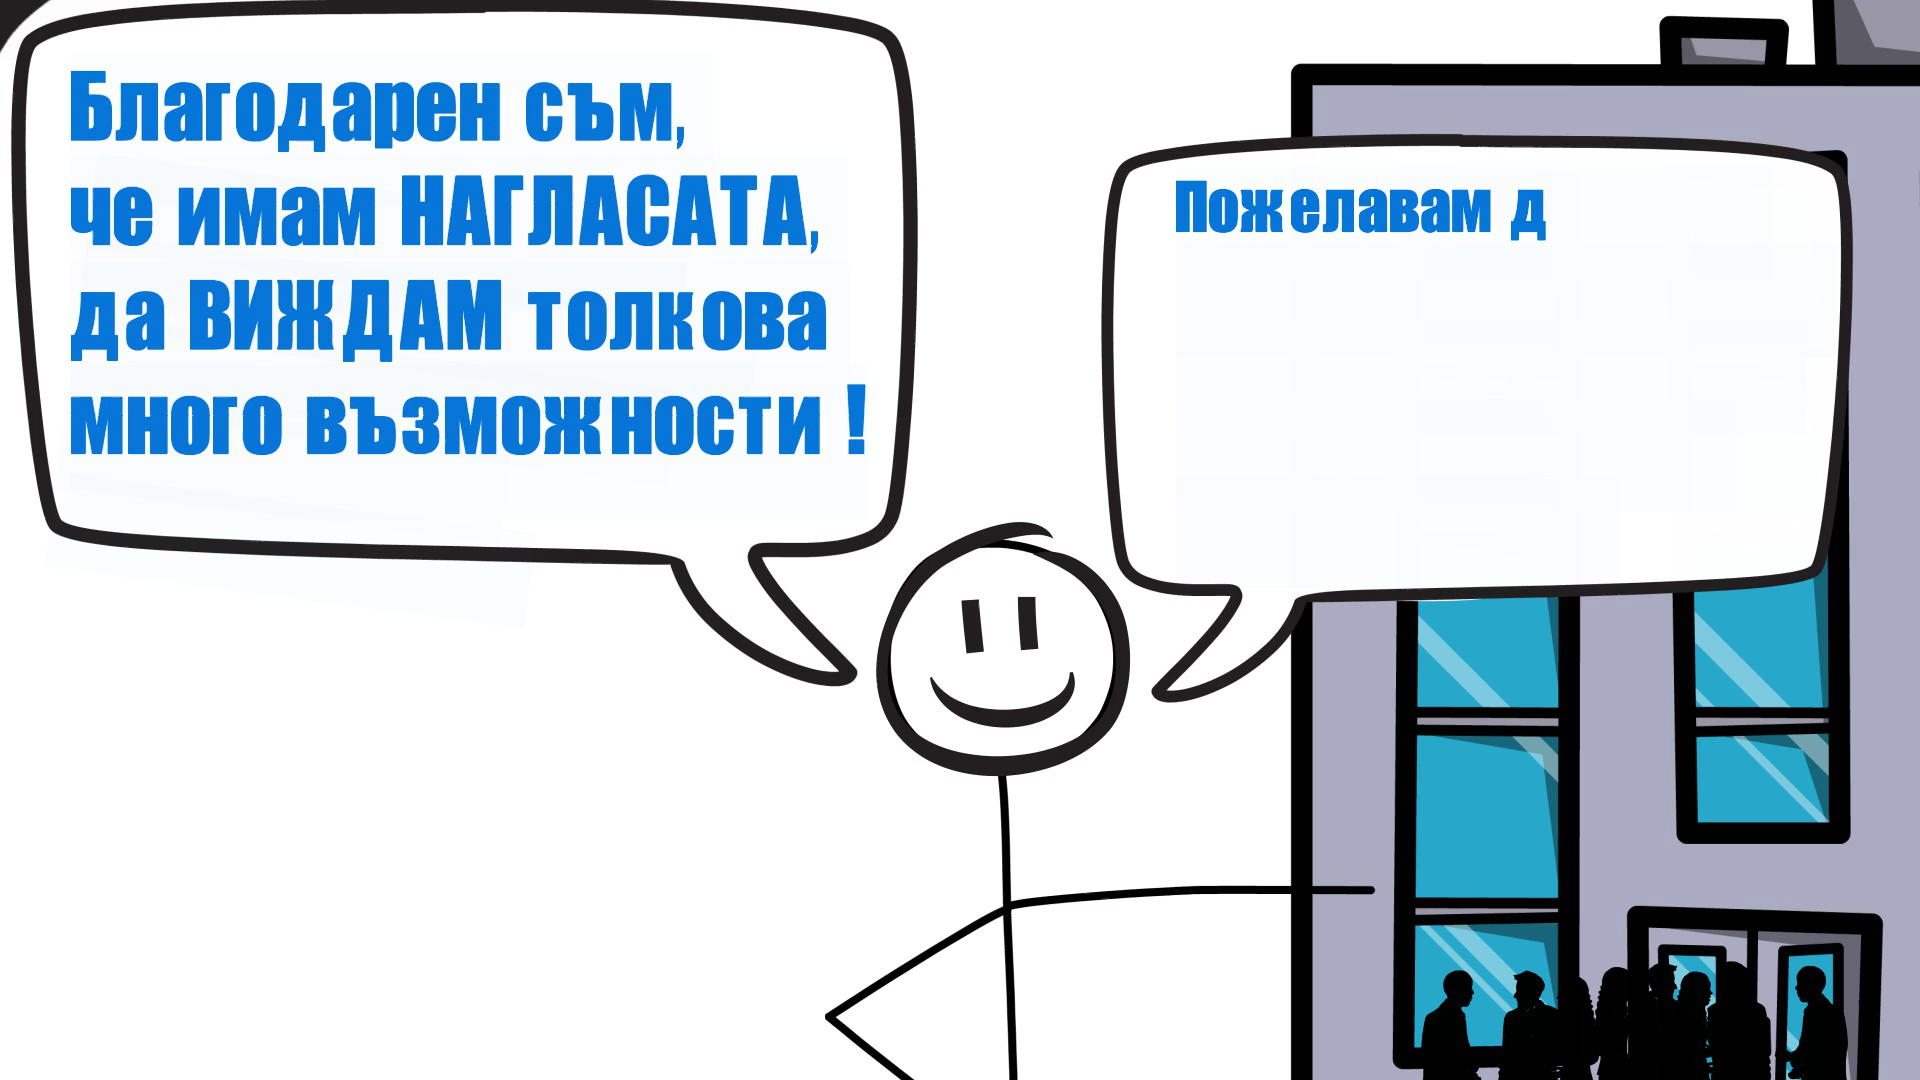 Благодарен съм,
че имам НАГЛАСАТА,
да ВИЖДАМ толкова
много възможности !
Пожелавам д